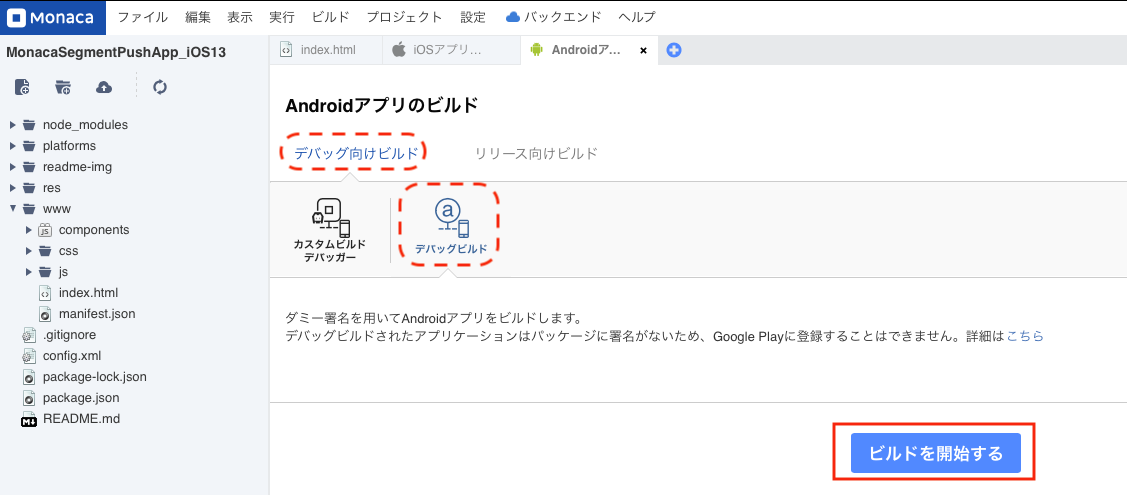 Monaca ファイル 編集 表示 実行 ビルド プロジェクト 設定 バックエンド ヘルプ
MonacaSegmentPushApp_iOS13
index.html iOSアプリ... Androidア... ×
node_modules
platforms
readme-img
res
www
components
css
js
index.html
manifest.json
.gitignore
config.xml
package-lock.json
package.json
README.md
Androidアプリのビルド
デバッグ向けビルド リリース向けビルド
カスタムビルド
デバッガー
a
デバッグビルド
ダミー署名を用いてAndroidアプリをビルドします。
デバッグビルドされたアプリケーションはパッケージに署名がないため、Google Playに登録することはできません。詳細はこちら
ビルドを開始する